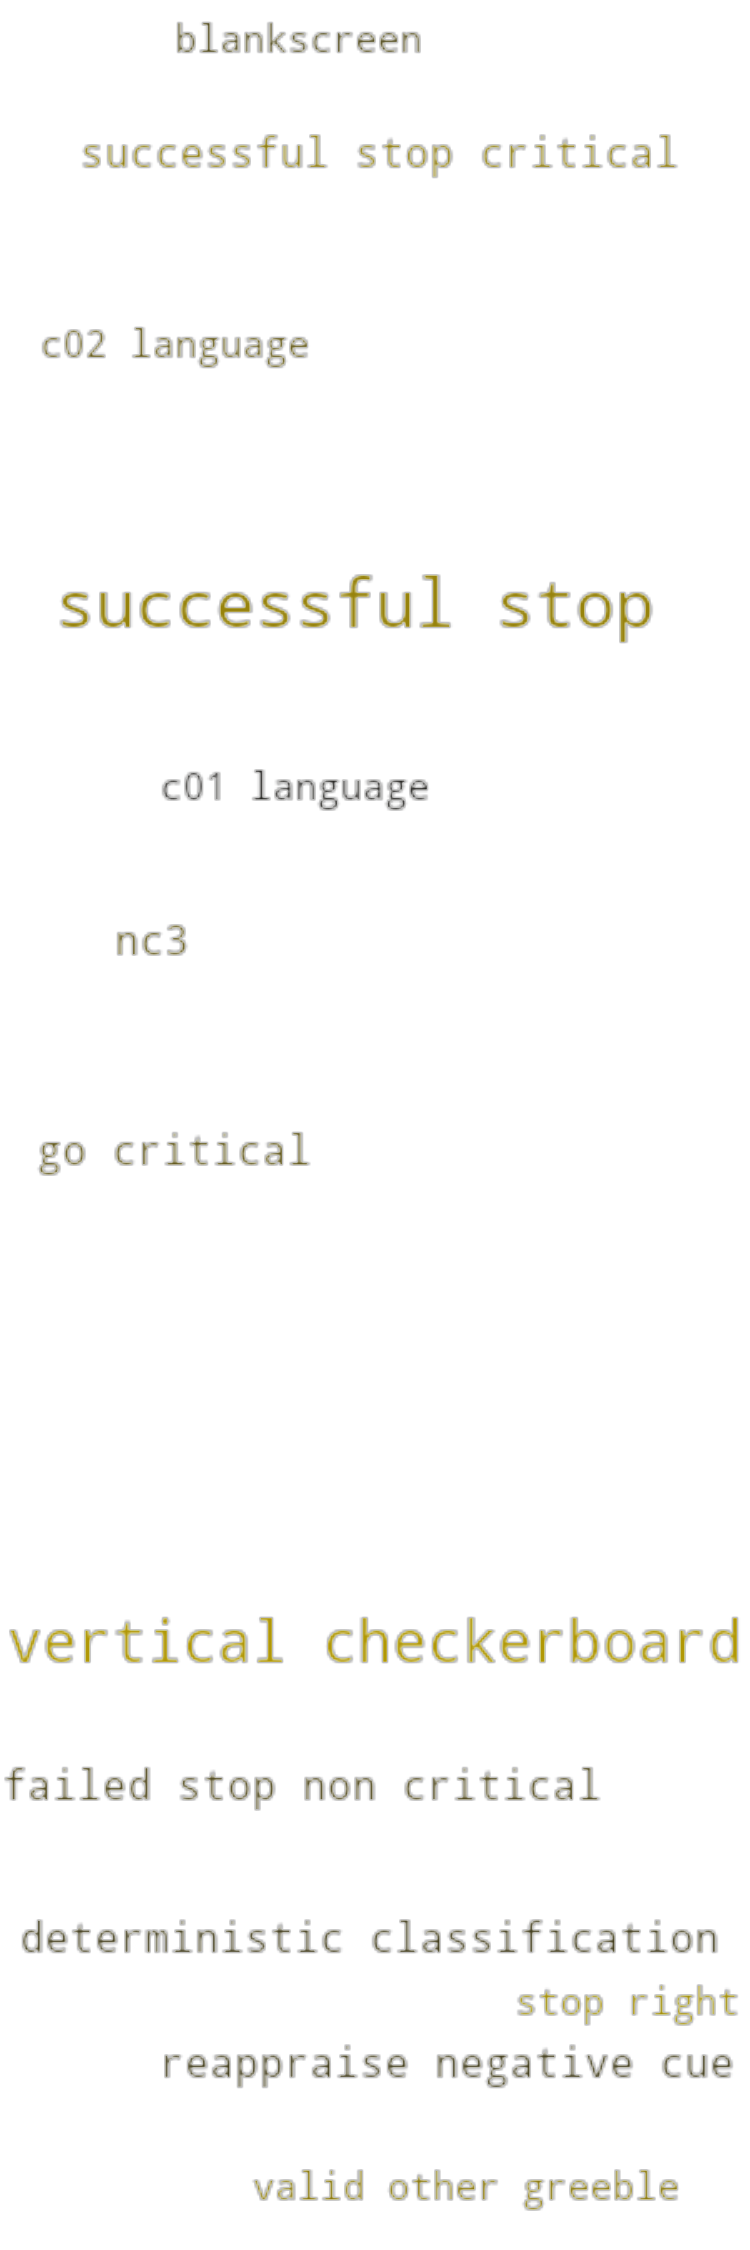 blankscreen
successful stop critical
c02 language
successful stop
c01 language
nc3
go critical
vertical checkerboard
failed stop non critical
deterministic classification
stop right
reappraise negative cue
valid other greeble